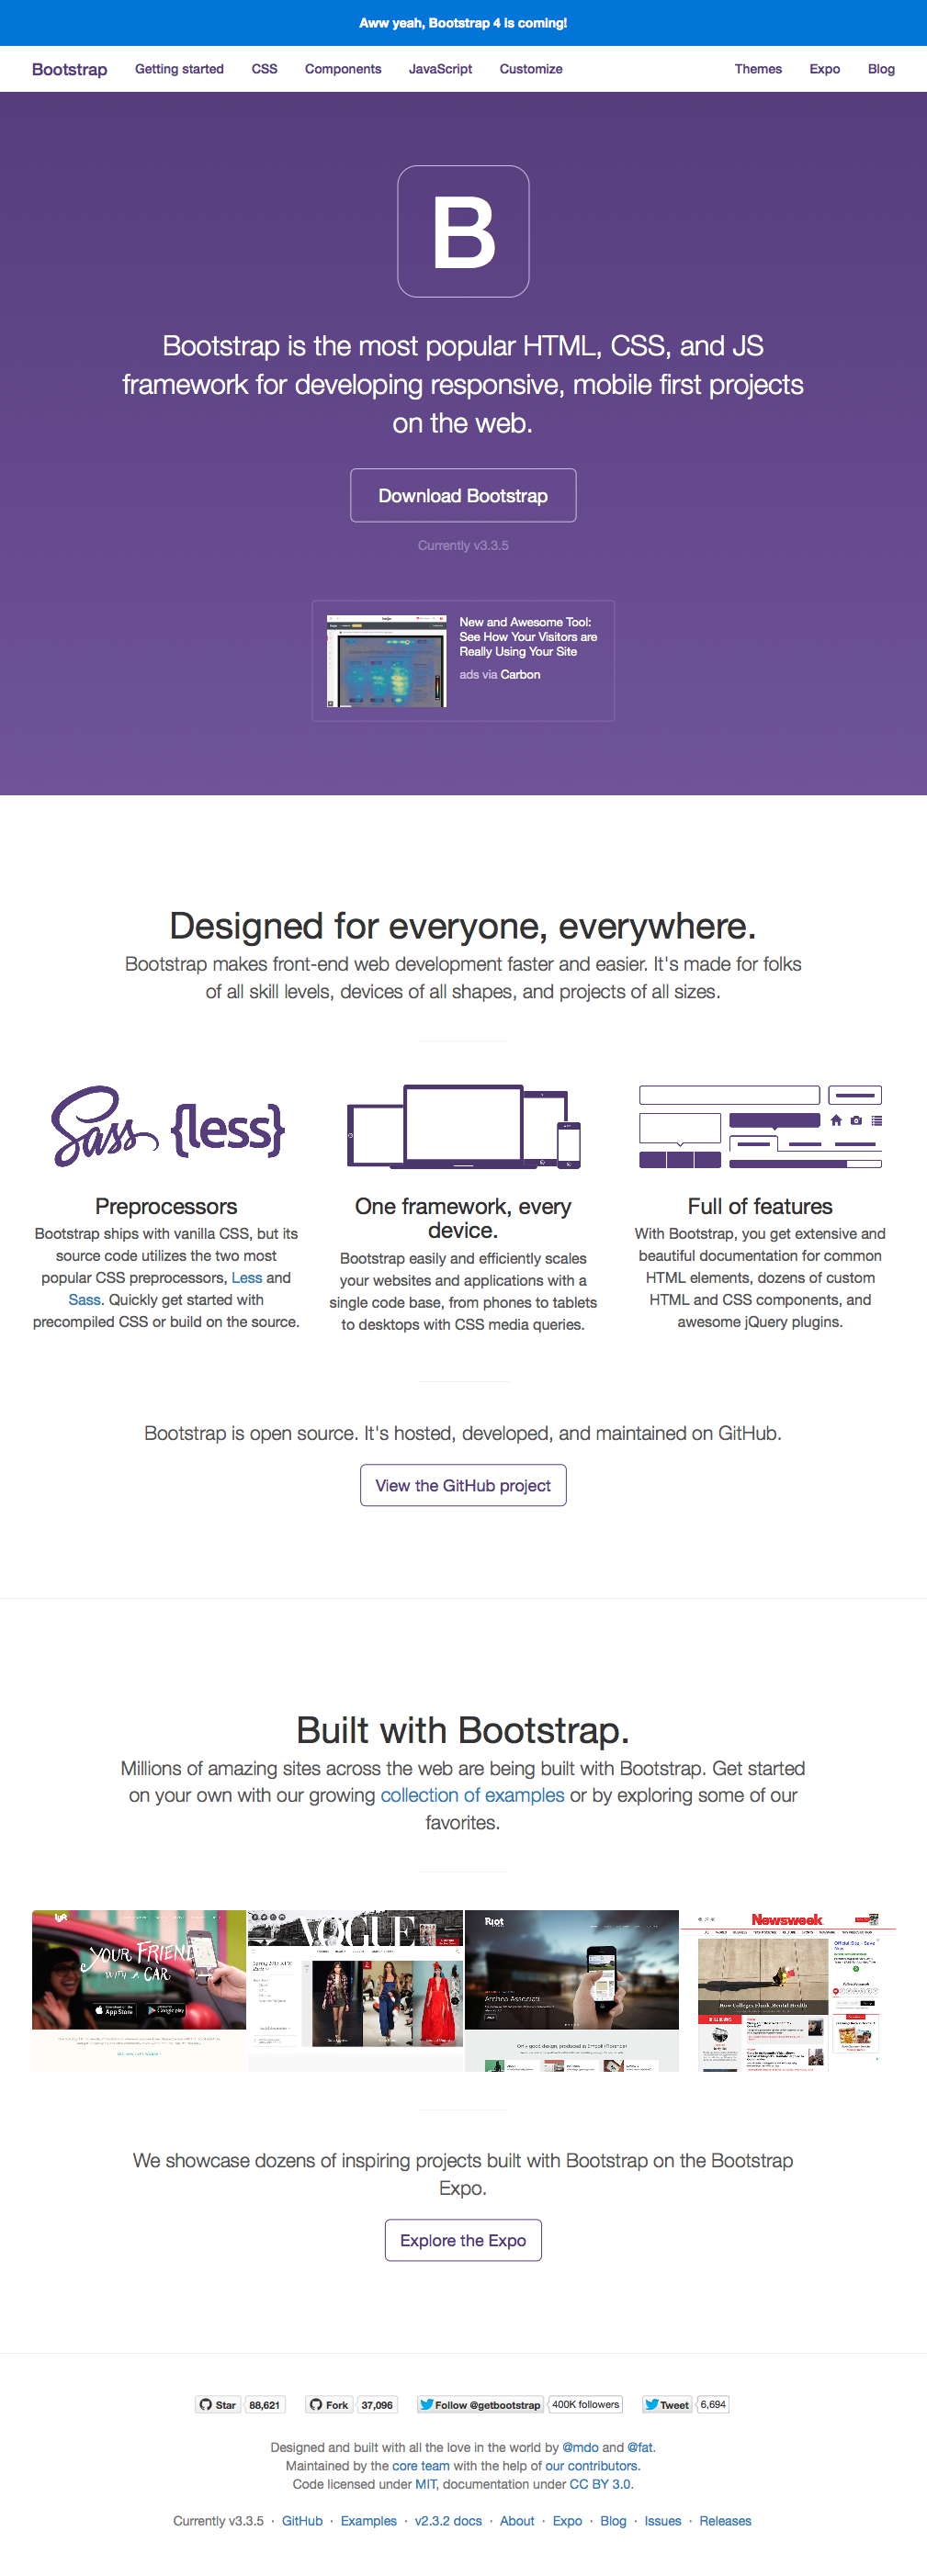 Aww yeah, Bootstrap 4 is coming!
Bootstrap Getting started CSS Components JavaScript Customize Themes Expo Blog
B
Bootstrap is the most popular HTML, CSS, and JS
framework for developing responsive, mobile first projects
on the web.
Download Bootstrap
Currently v3.3.5
New and Awesome Tool:
See How Your Visitors are
Really Using Your Site
ads via Carbon
Designed for everyone, everywhere.
Bootstrap makes front-end web development faster and easier. It's made for folks
of all skill levels, devices of all shapes, and projects of all sizes.
Sass {less}
Preprocessors
Bootstrap ships with vanilla CSS, but its
source code utilizes the two most
popular CSS preprocessors, Less and
Sass. Quickly get started with
precompiled CSS or build on the source.
One framework, every
device.
Bootstrap easily and efficiently scales
your websites and applications with a
single code base, from phones to tablets
to desktops with CSS media queries.
Full of features
With Bootstrap, you get extensive and
beautiful documentation for common
HTML elements, dozens of custom
HTML and CSS components, and
awesome jQuery plugins.
Bootstrap is open source. It's hosted, developed, and maintained on GitHub.
View the GitHub project
Built with Bootstrap.
Millions of amazing sites across the web are being built with Bootstrap. Get started
on your own with our growing collection of examples or by exploring some of our
favorites.
lyft
YOUR FRIEND
WITH A CAR
App Store
Google play
VOGUE
Riot
Newsweek
How Colleges Flunk Mental Health
We showcase dozens of inspiring projects built with Bootstrap on the Bootstrap
Expo.
Explore the Expo
Star 88,621 Fork 37,096 Follow @getbootstrap 400K followers Tweet 6,694
Designed and built with all the love in the world by @mdo and @fat.
Maintained by the core team with the help of our contributors.
Code licensed under MIT, documentation under CC BY 3.0.
Currently v3.3.5 · GitHub · Examples · v2.3.2 docs · About · Expo · Blog · Issues · Releases